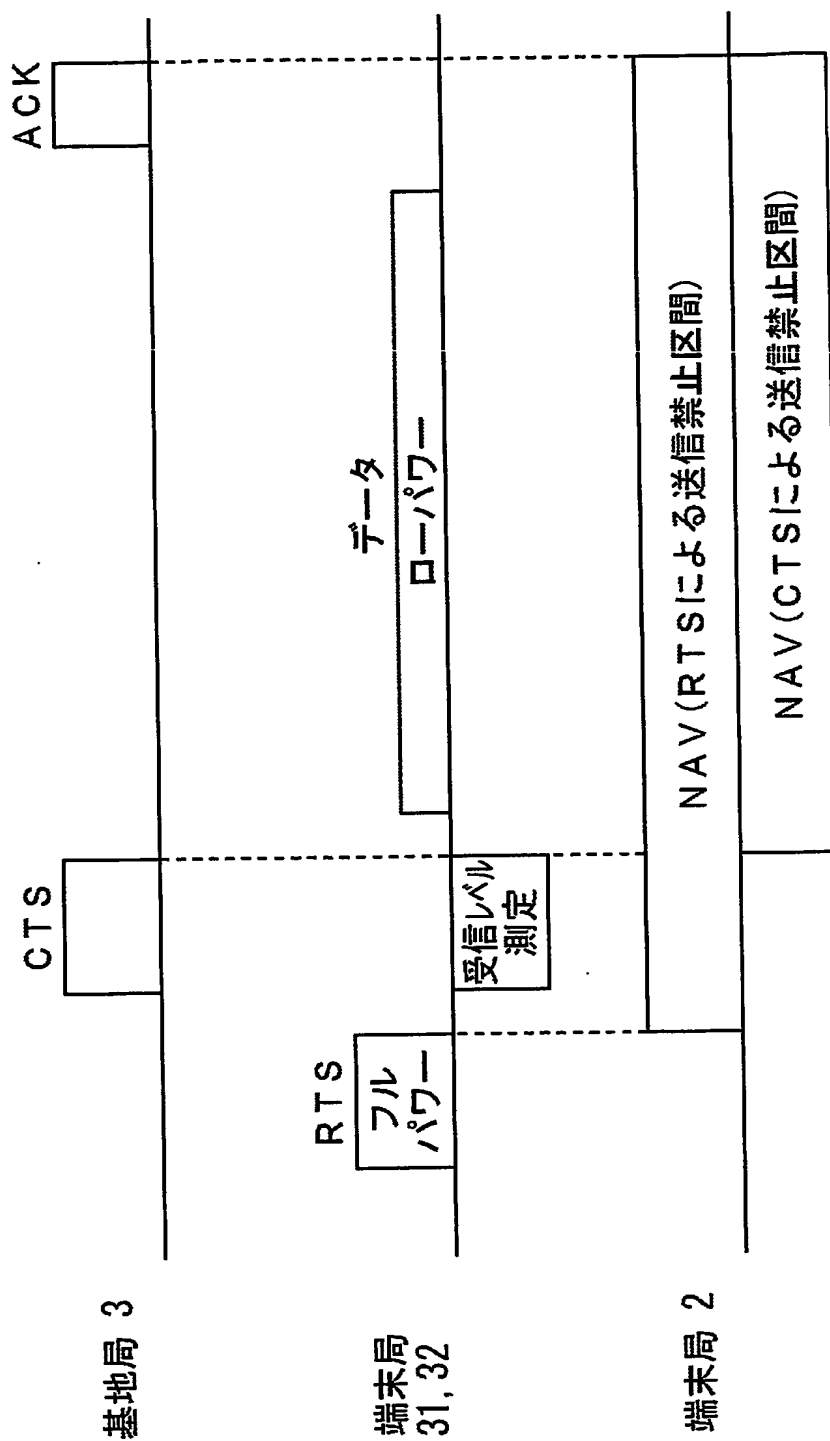 基地局 3
CTS
ACK
端末局
31, 32
RTS
フル
パワー
受信レベル
測定
データ
ローパワー
端末局 2
NAV(RTSによる送信禁止区間)
NAV(CTSによる送信禁止区間)